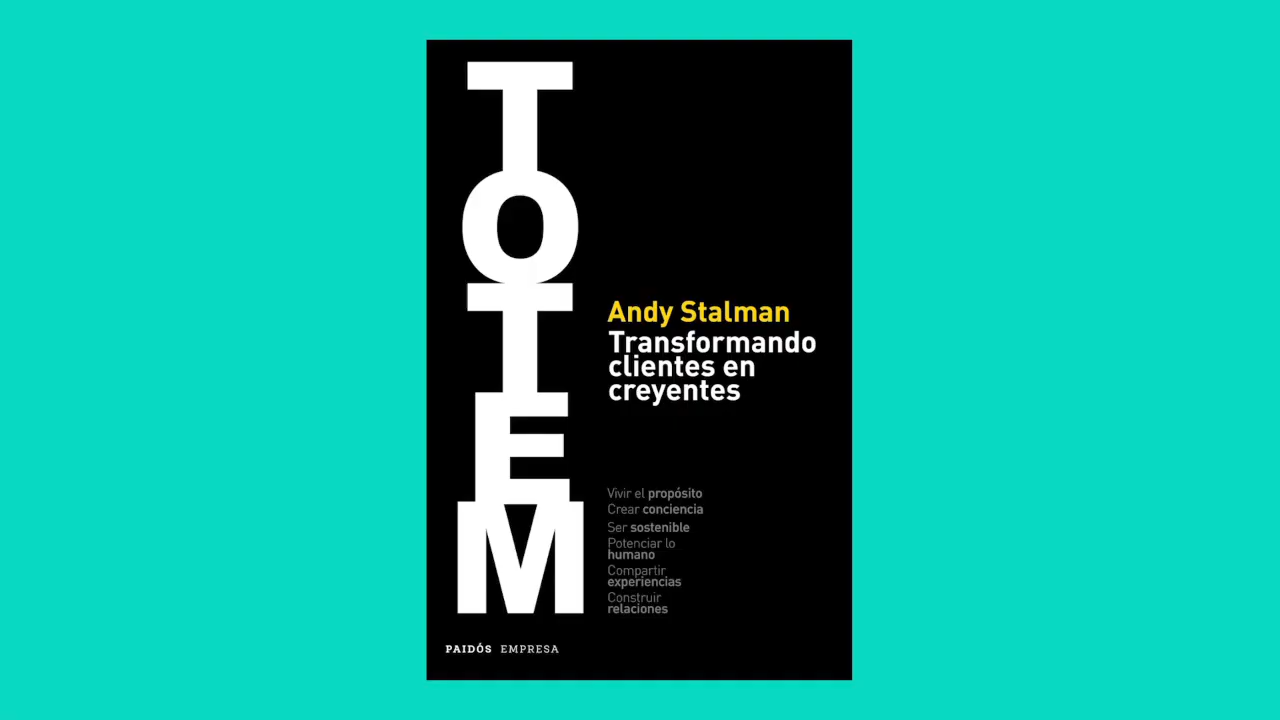 TOTEM
Andy Stalman
Transformando
clientes en
creyentes
Vivir el propósito
Crear conciencia
Ser sostenible
Potenciar lo
humano
Compartir
experiencias
Construir
relaciones
PAIDÓS EMPRESA